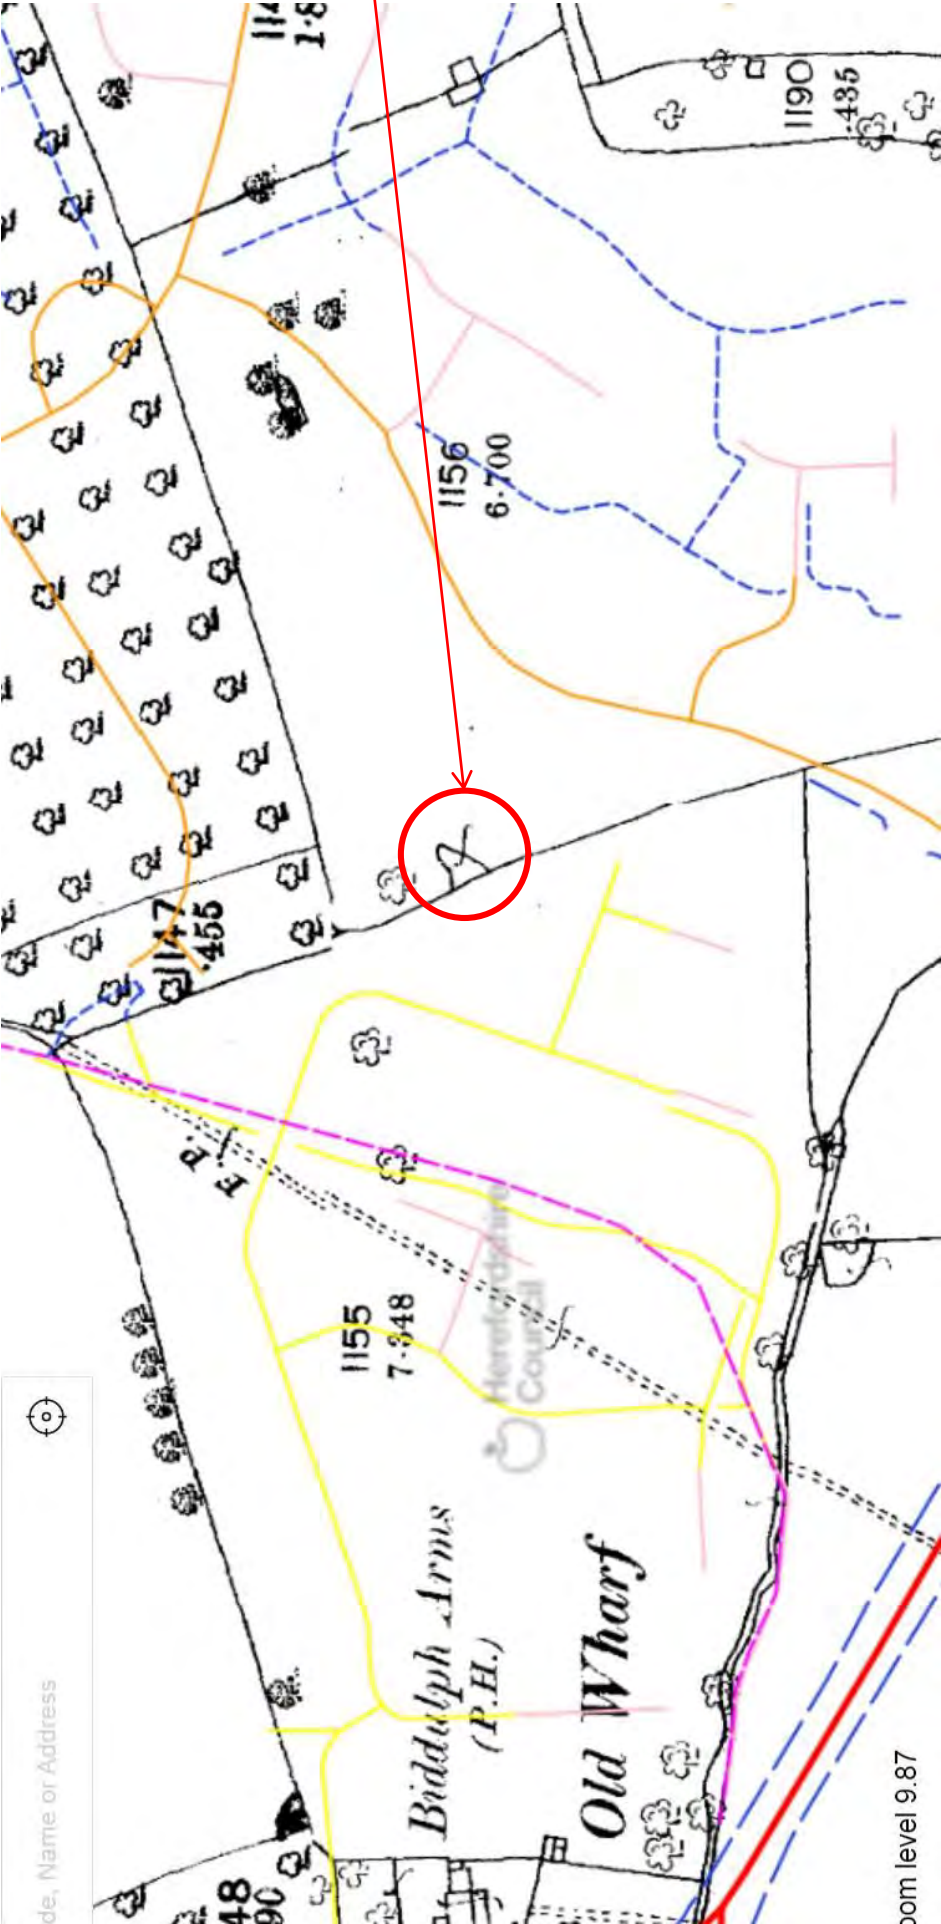 1190
.435
1156
6·700
1147
.455
F. P.
1155
7·348
Herefordshire
Council
Biddulph Arms
(P.H.)
Old Wharf
de, Name or Address
oom level 9.87